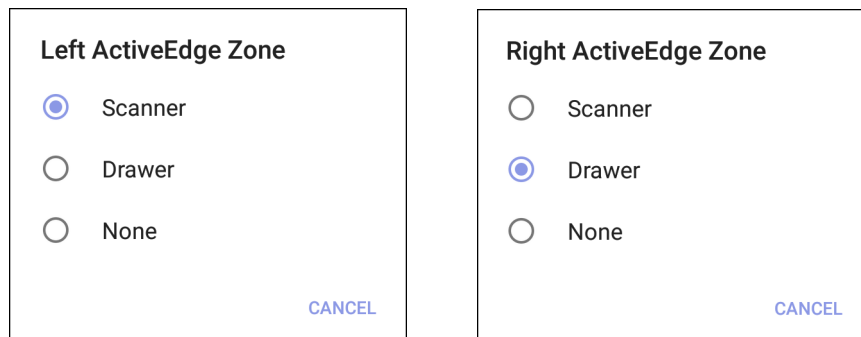 Left ActiveEdge Zone
Scanner
Drawer
None
CANCEL
Right ActiveEdge Zone
Scanner
Drawer
None
CANCEL